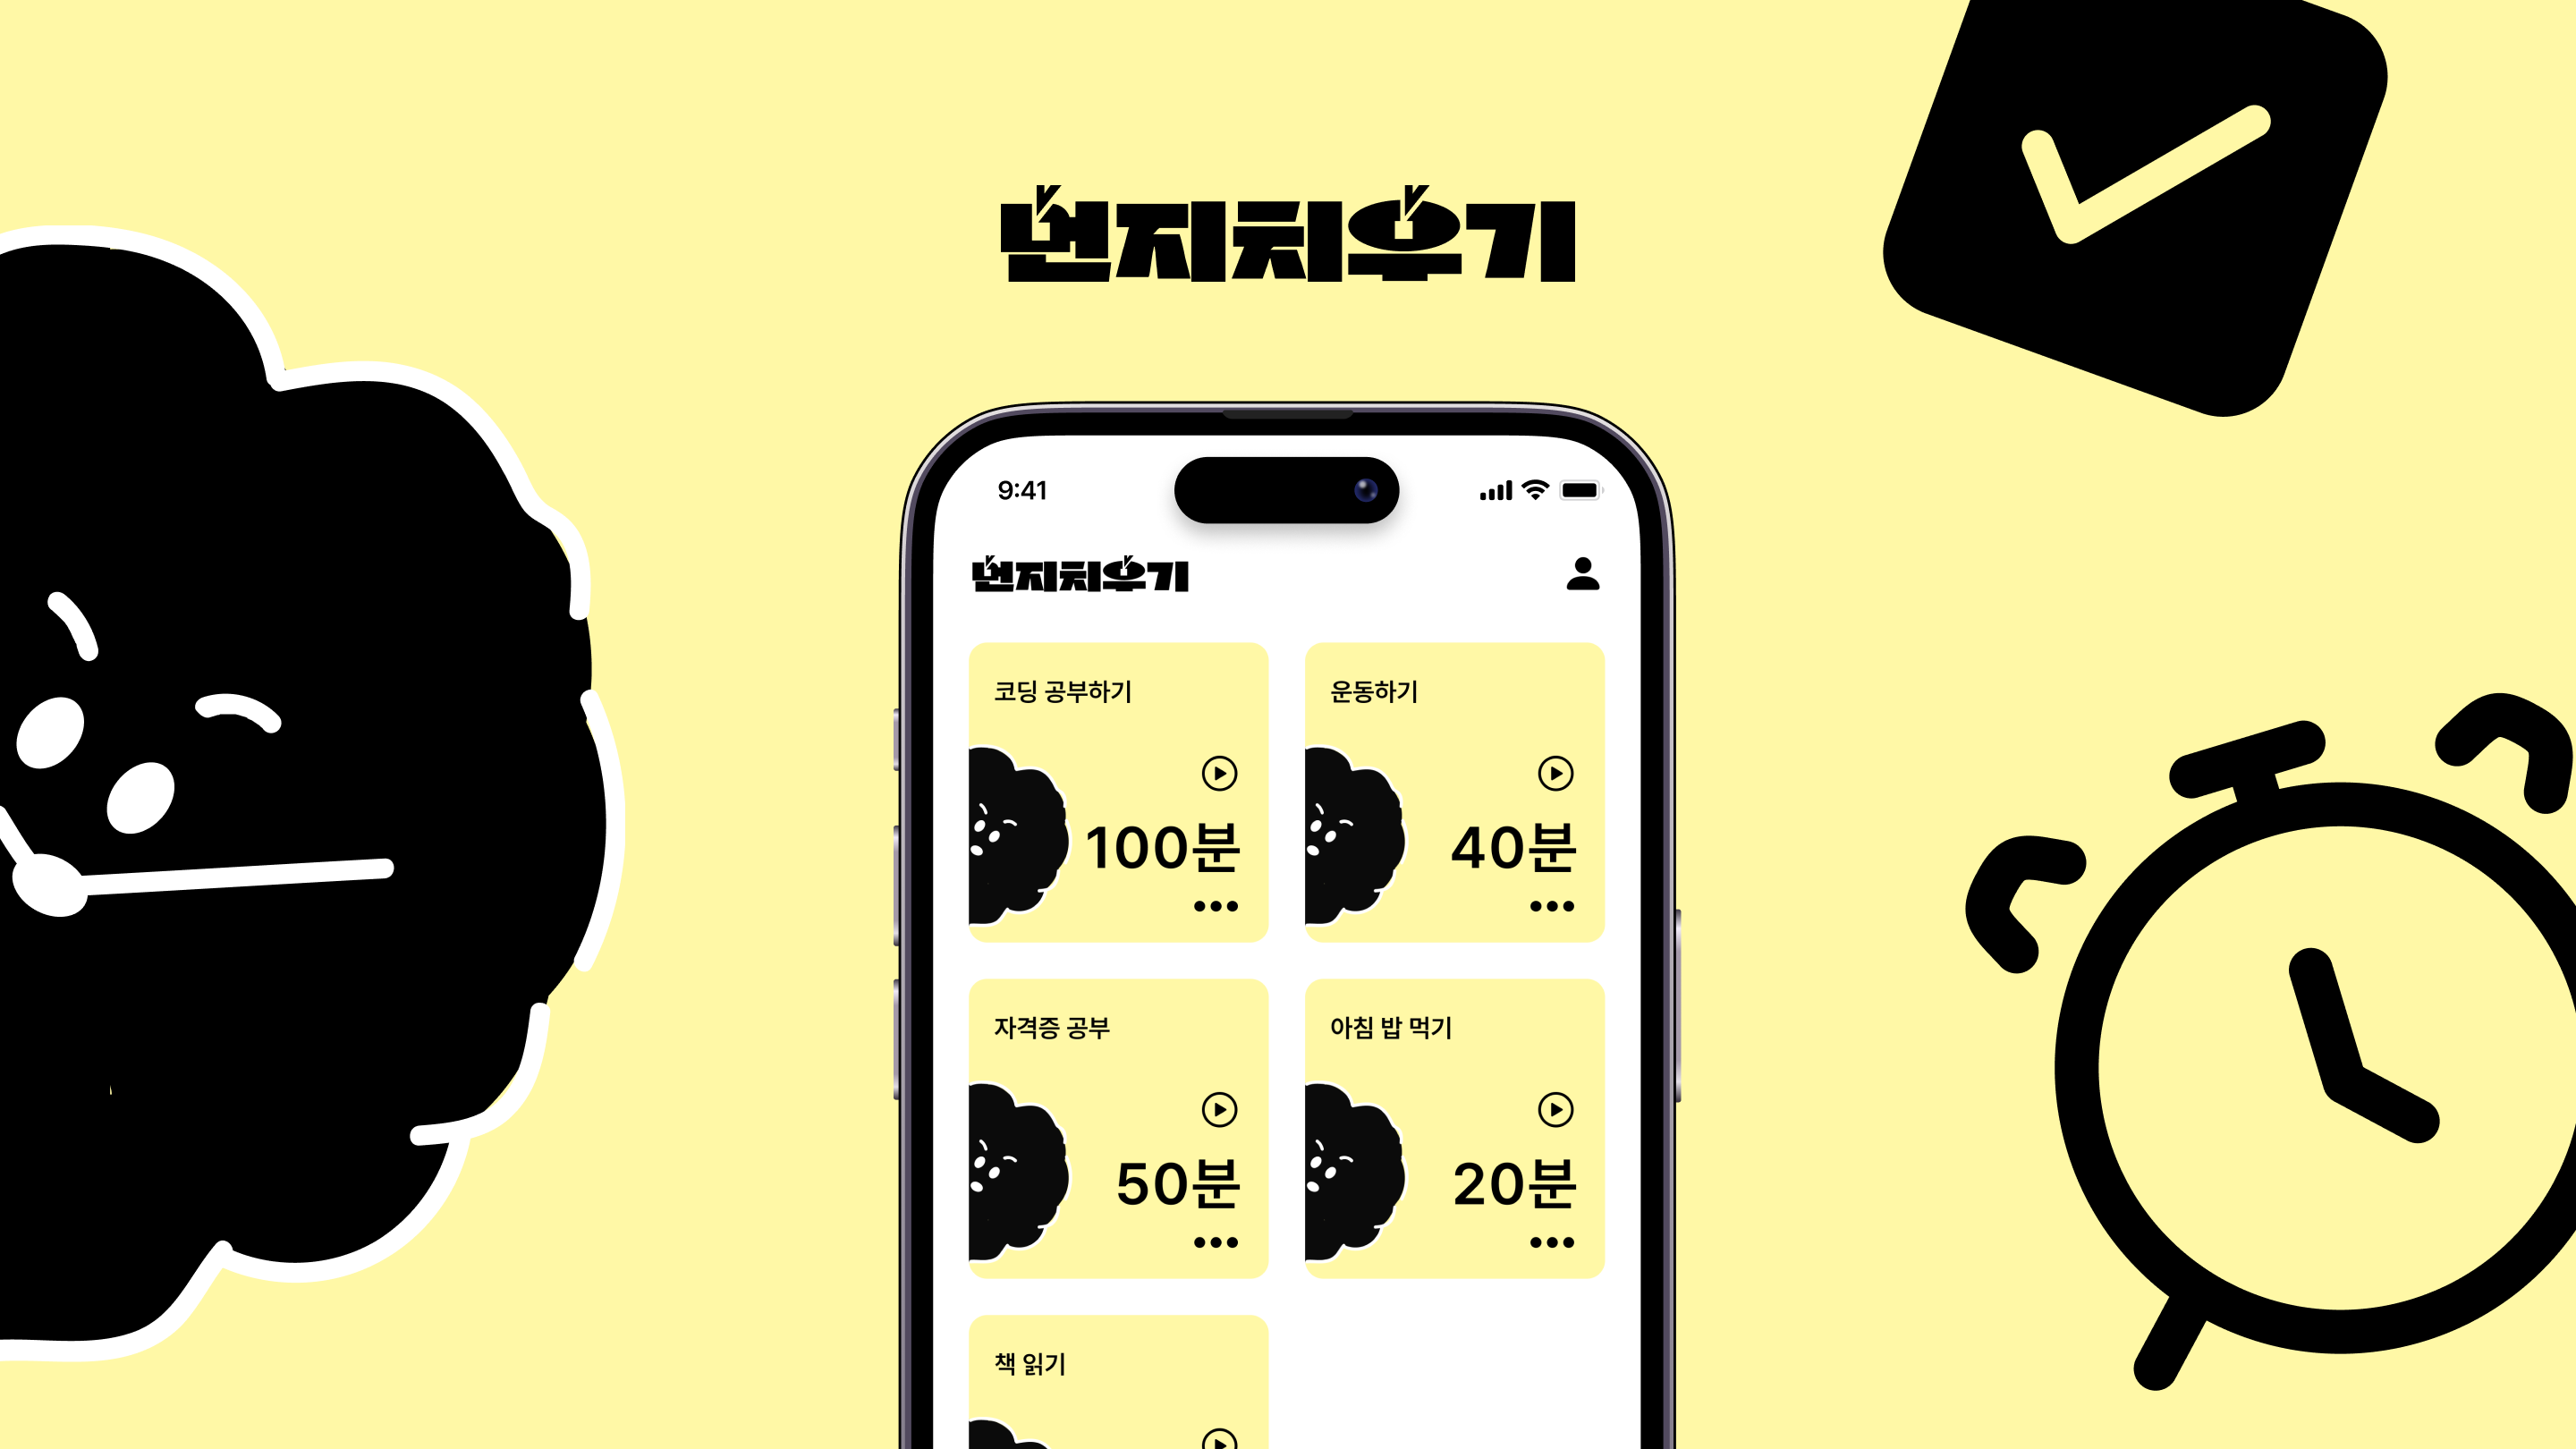 먼지치우기
9:41
먼지치우기
코딩 공부하기
100분
운동하기
40분
자격증 공부
50분
아침 밥 먹기
20분
책 읽기